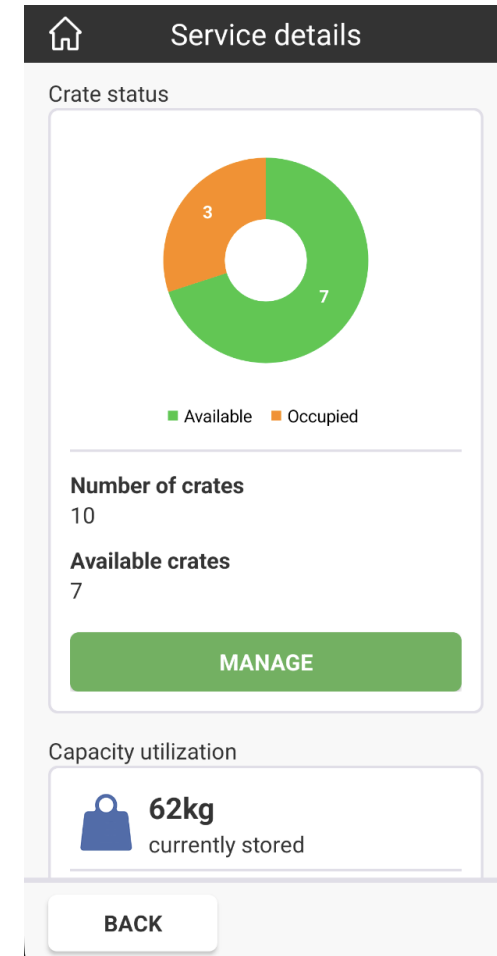 Service details
Crate status
3
7
Available Occupied
Number of crates
10
Available crates
7
MANAGE
Capacity utilization
62kg
currently stored
BACK